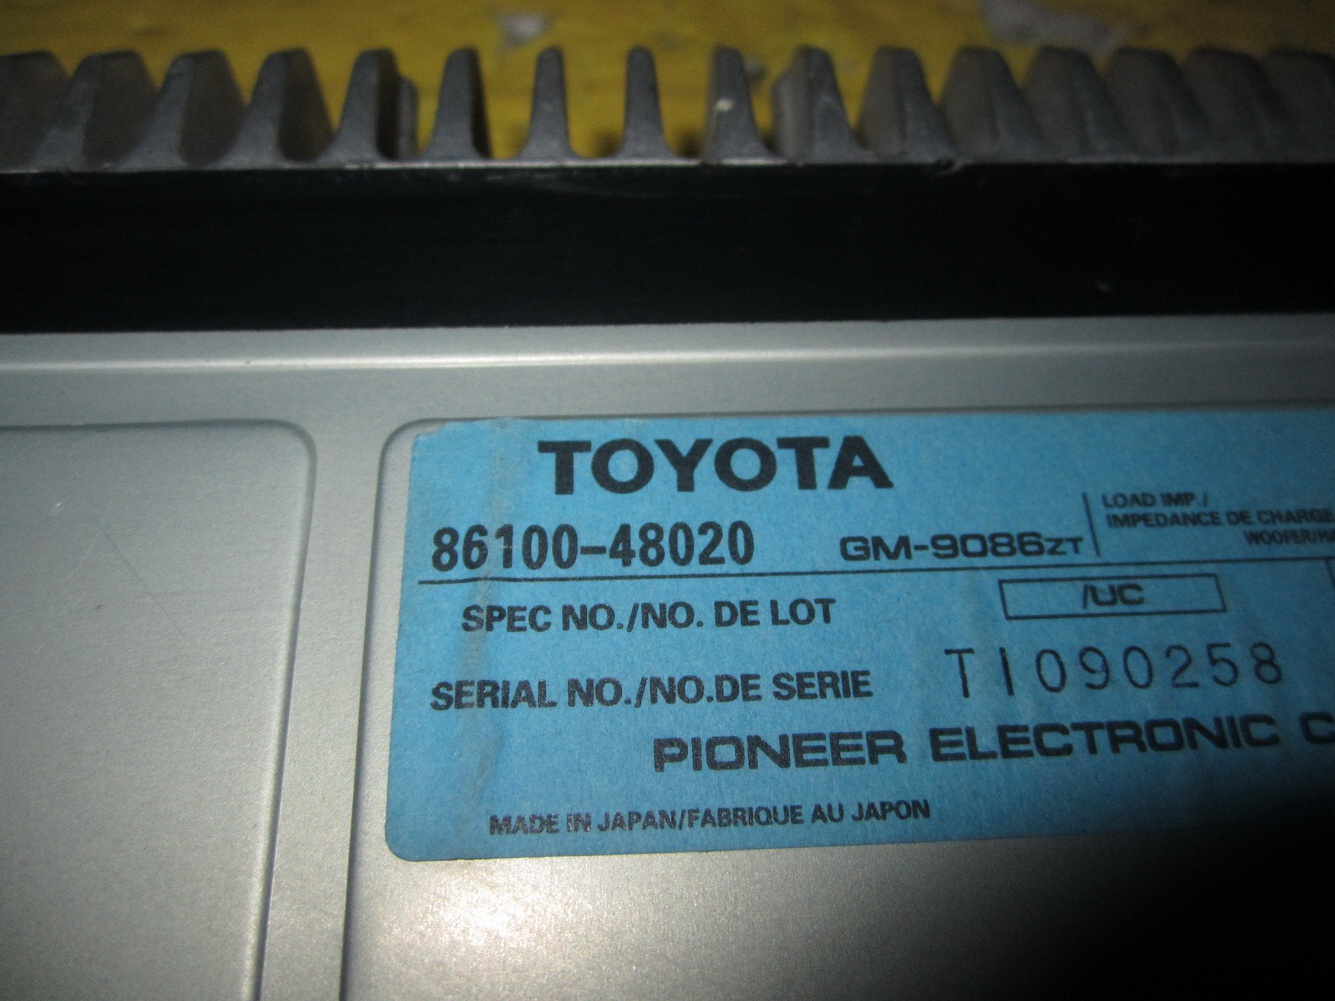 TOYOTA
86100-48020 GM-9086ZT
LOAD IMP./
IMPEDANCE DE CHARGE
SPEC NO./NO. DE LOT /UC
SERIAL NO./NO.DE SERIE TI090258
PIONEER ELECTRONIC
MADE IN JAPAN/FABRIQUE AU JAPON